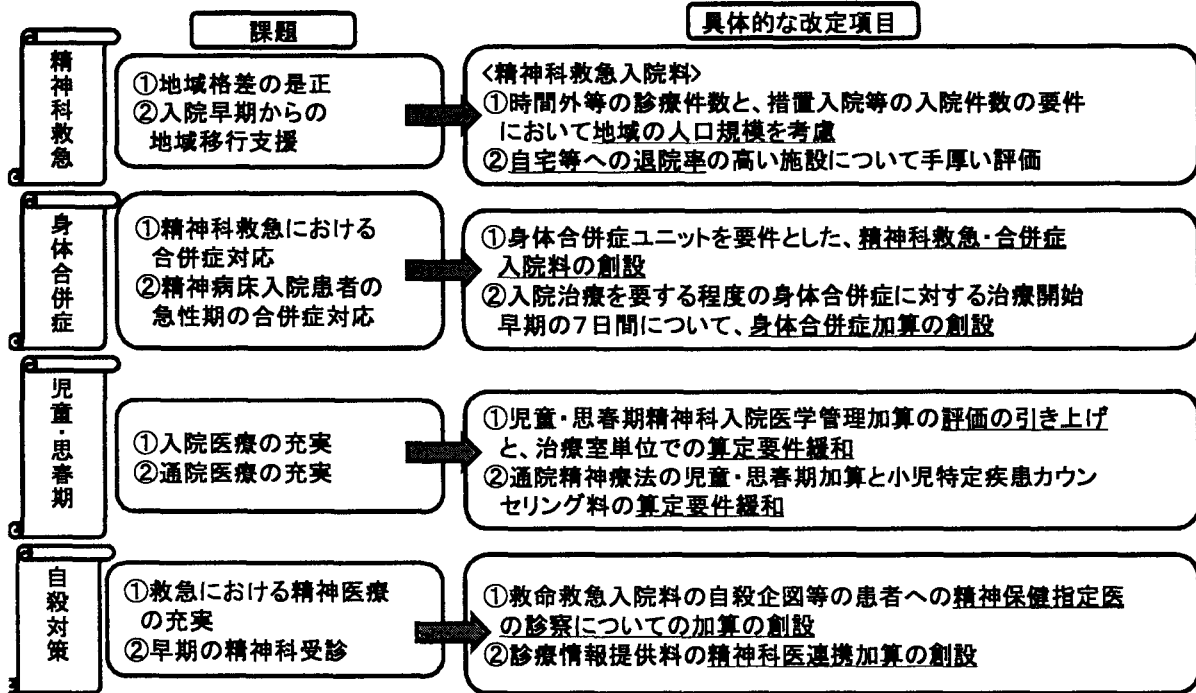 課題
具体的な改定項目
精神科救急
①地域格差の是正
②入院早期からの
地域移行支援
<精神科救急入院料>
①時間外等の診療件数と、措置入院等の入院件数の要件
において地域の人口規模を考慮
②自宅等への退院率の高い施設について手厚い評価
身体合併症
①精神科救急における
合併症対応
②精神病床入院患者の
急性期の合併症対応
①身体合併症ユニットを要件とした、精神科救急・合併症
入院料の創設
②入院治療を要する程度の身体合併症に対する治療開始
早期の7日間について、身体合併症加算の創設
児童・思春期
①入院医療の充実
②通院医療の充実
①児童・思春期精神科入院医学管理加算の評価の引き上げ
と、治療室単位での算定要件緩和
②通院精神療法の児童・思春期加算と小児特定疾患カウン
セリング料の算定要件緩和
自殺対策
①救急における精神医療
の充実
②早期の精神科受診
①救命救急入院料の自殺企図等の患者への精神保健指定医
の診察についての加算の創設
②診療情報提供料の精神科医連携加算の創設